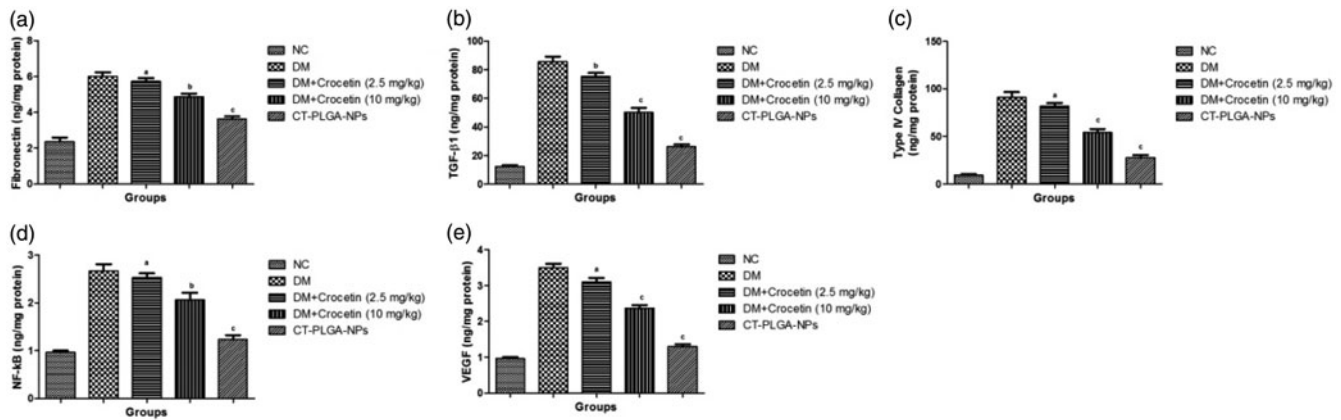 (a)
Fibronectin (ng/mg protein)
8
6
4
2
0
a
b
c
Groups
NC
DM
DM+Crocetin (2.5 mg/kg)
DM+Crocetin (10 mg/kg)
CT-PLGA-NPs
(b)
TGF-β1 (ng/mg protein)
100
80
60
40
20
0
b
c
c
Groups
NC
DM
DM+Crocetin (2.5 mg/kg)
DM+Crocetin (10 mg/kg)
CT-PLGA-NPs
(c)
Type IV Collagen
(ng/mg protein)
150
100
50
0
a
c
c
Groups
NC
DM
DM+Crocetin (2.5 mg/kg)
DM+Crocetin (10 mg/kg)
CT-PLGA-NPs
(d)
NF-kB (ng/mg protein)
3
2
1
0
a
b
c
Groups
NC
DM
DM+Crocetin (2.5 mg/kg)
DM+Crocetin (10 mg/kg)
CT-PLGA-NPs
(e)
VEGF (ng/mg protein)
4
3
2
1
0
a
c
c
Groups
NC
DM
DM+Crocetin (2.5 mg/kg)
DM+Crocetin (10 mg/kg)
CT-PLGA-NPs